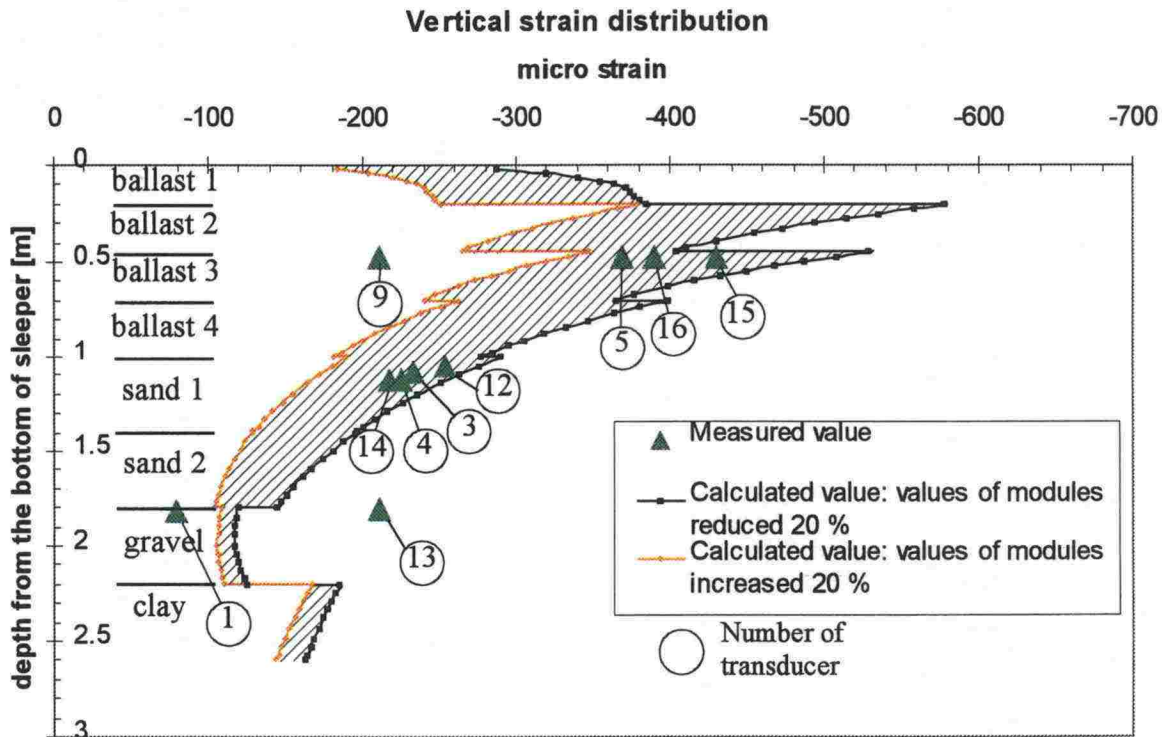 Vertical strain distribution
micro strain
0 -100 -200 -300 -400 -500 -600 -700
depth from the bottom of sleeper [m]
0
0.5
1
1.5
2
2.5
3
ballast 1
ballast 2
ballast 3
ballast 4
sand 1
sand 2
gravel
clay
9
5
16
15
14
4
3
12
1
13
Measured value
Calculated value: values of modules
reduced 20 %
Calculated value: values of modules
increased 20 %
Number of
transducer